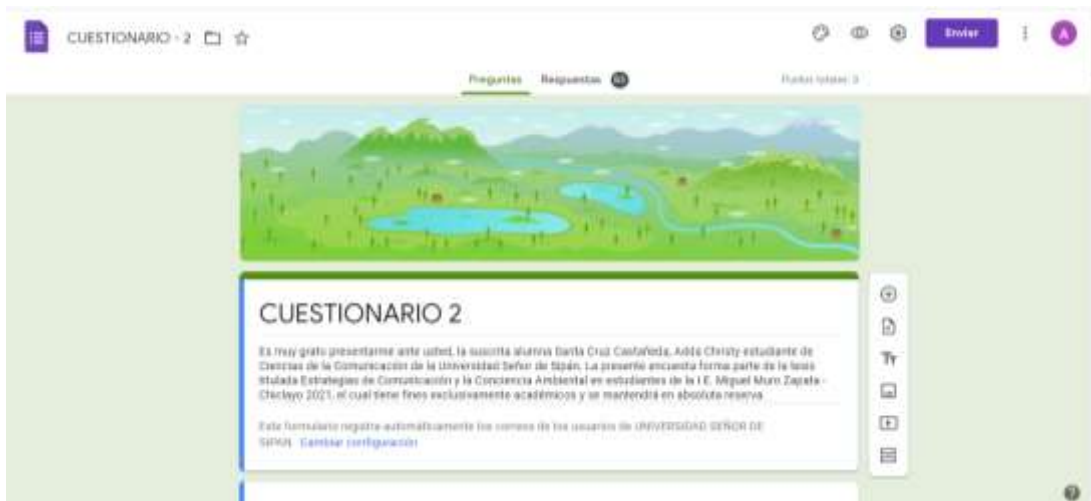 CUESTIONARIO - 2
Enviar
A
Preguntas
Respuestas
Puntos totales: 3
CUESTIONARIO 2
Es muy grato presentarme ante usted, la suscrita alumna Santa Cruz Castañeda, Adda Christy estudiante de
Ciencias de la Comunicación de la Universidad Señor de Sipán. La presente encuesta forma parte de la tesis
titulada Estrategias de Comunicación y la Conciencia Ambiental en estudiantes de la I.E. Miguel Muro Zapata -
Chiclayo 2021, el cual tiene fines exclusivamente académicos y se mantendrá en absoluta reserva.
Este formulario registra automáticamente los correos de los usuarios de UNIVERSIDAD SEÑOR DE
SIPAN. Cambiar configuración